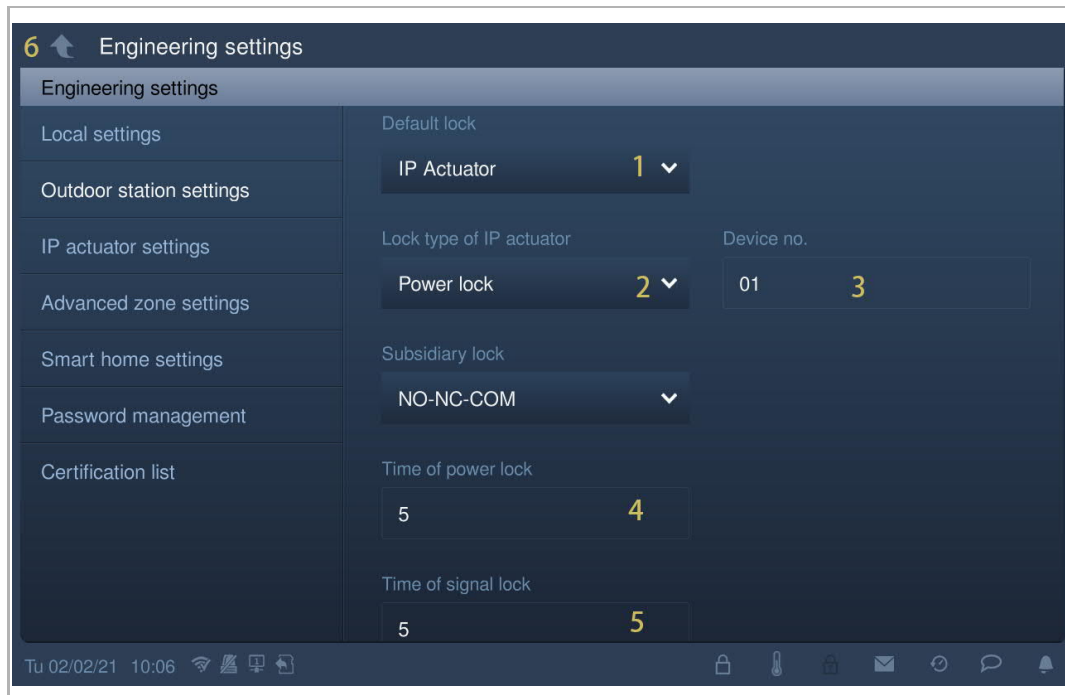 6 Engineering settings
Engineering settings
Local settings
Outdoor station settings
IP actuator settings
Advanced zone settings
Smart home settings
Password management
Certification list
Default lock
IP Actuator 1
Lock type of IP actuator Device no.
Power lock 2 01 3
Subsidiary lock
NO-NC-COM
Time of power lock
5 4
Time of signal lock
5 5
Tu 02/02/21 10:06